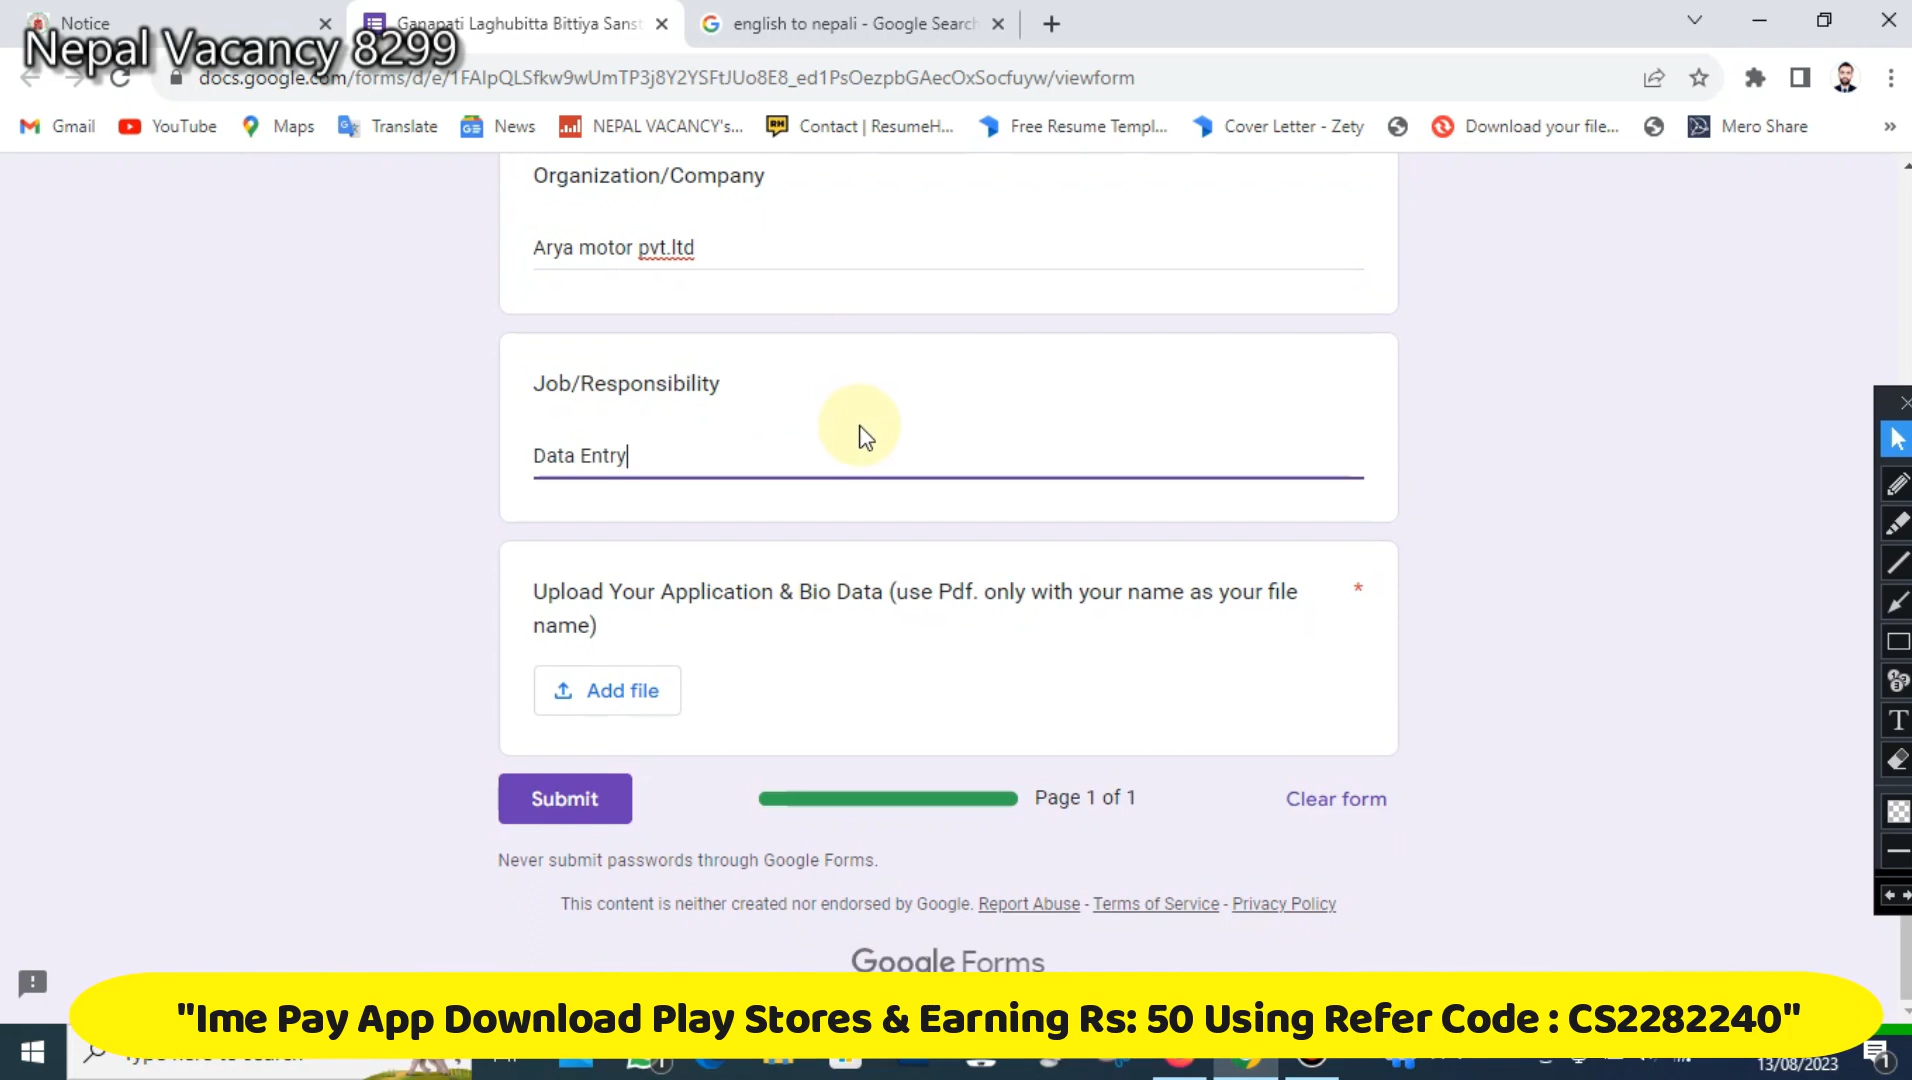 Notice
Ganapati Laghubitta Bittiya Sanst
english to nepali - Google Search
Nepal Vacancy 8299
docs.google.com/forms/d/e/1FAIpQLSfkw9wUmTP3j8Y2YSFtJUo8E8_ed1PsOezpbGAecOxSocfuyw/viewform
Gmail
YouTube
Maps
Translate
News
NEPAL VACANCY's...
Contact | ResumeH...
Free Resume Templ...
Cover Letter - Zety
Download your file...
Mero Share
Organization/Company
Arya motor pvt.ltd
Job/Responsibility
Data Entry
Upload Your Application & Bio Data (use Pdf. only with your name as your file *
name)
Add file
Submit
Page 1 of 1
Clear form
Never submit passwords through Google Forms.
This content is neither created nor endorsed by Google. Report Abuse - Terms of Service - Privacy Policy
Google Forms
"Ime Pay App Download Play Stores & Earning Rs: 50 Using Refer Code : CS2282240"
Type here to search
13/08/2023